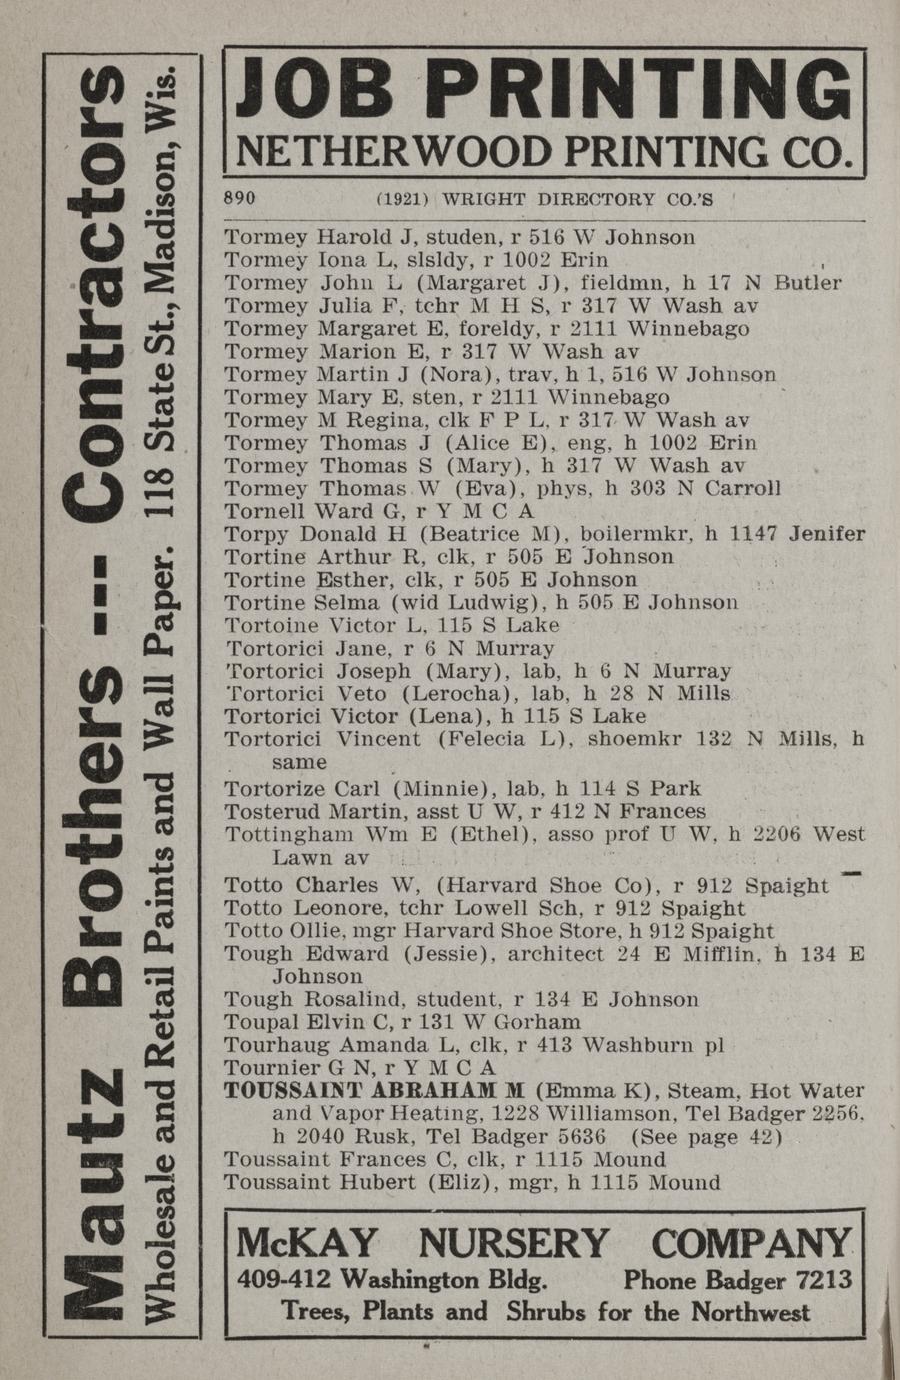 JOB PRINTING
NETHERWOOD PRINTING CO.
Mautz Brothers --- Contractors
Wholesale and Retail Paints and Wall Paper. 118 State St., Madison, Wis.
890 (1921) WRIGHT DIRECTORY CO.'S
Tormey Harold J, studen, r 516 W Johnson
Tormey Iona L, slsldy, r 1002 Erin
Tormey John L (Margaret J), fieldmn, h 17 N Butler
Tormey Julia F, tchr M H S, r 317 W Wash av
Tormey Margaret E, foreldy, r 2111 Winnebago
Tormey Marion E, r 317 W Wash av
Tormey Martin J (Nora), trav, h 1, 516 W Johnson
Tormey Mary E, sten, r 2111 Winnebago
Tormey M Regina, clk F P L, r 317 W Wash av
Tormey Thomas J (Alice E), eng, h 1002 Erin
Tormey Thomas S (Mary), h 317 W Wash av
Tormey Thomas W (Eva), phys, h 303 N Carroll
Tornell Ward G, r Y M C A
Torpy Donald H (Beatrice M), boilermkr, h 1147 Jenifer
Tortine Arthur R, clk, r 505 E Johnson
Tortine Esther, clk, r 505 E Johnson
Tortine Selma (wid Ludwig), h 505 E Johnson
Tortoine Victor L, 115 S Lake
Tortorici Jane, r 6 N Murray
Tortorici Joseph (Mary), lab, h 6 N Murray
Tortorici Veto (Lerocha), lab, h 28 N Mills
Tortorici Victor (Lena), h 115 S Lake
Tortorici Vincent (Felecia L), shoemkr 132 N Mills, h
same
Tortorize Carl (Minnie), lab, h 114 S Park
Tosterud Martin, asst U W, r 412 N Frances
Tottingham Wm E (Ethel), asso prof U W, h 2206 West
Lawn av
Totto Charles W, (Harvard Shoe Co), r 912 Spaight
Totto Leonore, tchr Lowell Sch, r 912 Spaight
Totto Ollie, mgr Harvard Shoe Store, h 912 Spaight
Tough Edward (Jessie), architect 24 E Mifflin, h 134 E
Johnson
Tough Rosalind, student, r 134 E Johnson
Toupal Elvin C, r 131 W Gorham
Tourhaug Amanda L, clk, r 413 Washburn pl
Tournier G N, r Y M C A
TOUSSAINT ABRAHAM M (Emma K), Steam, Hot Water
and Vapor Heating, 1228 Williamson, Tel Badger 2256,
h 2040 Rusk, Tel Badger 5636 (See page 42)
Toussaint Frances C, clk, r 1115 Mound
Toussaint Hubert (Eliz), mgr, h 1115 Mound
McKAY NURSERY COMPANY
409-412 Washington Bldg. Phone Badger 7213
Trees, Plants and Shrubs for the Northwest